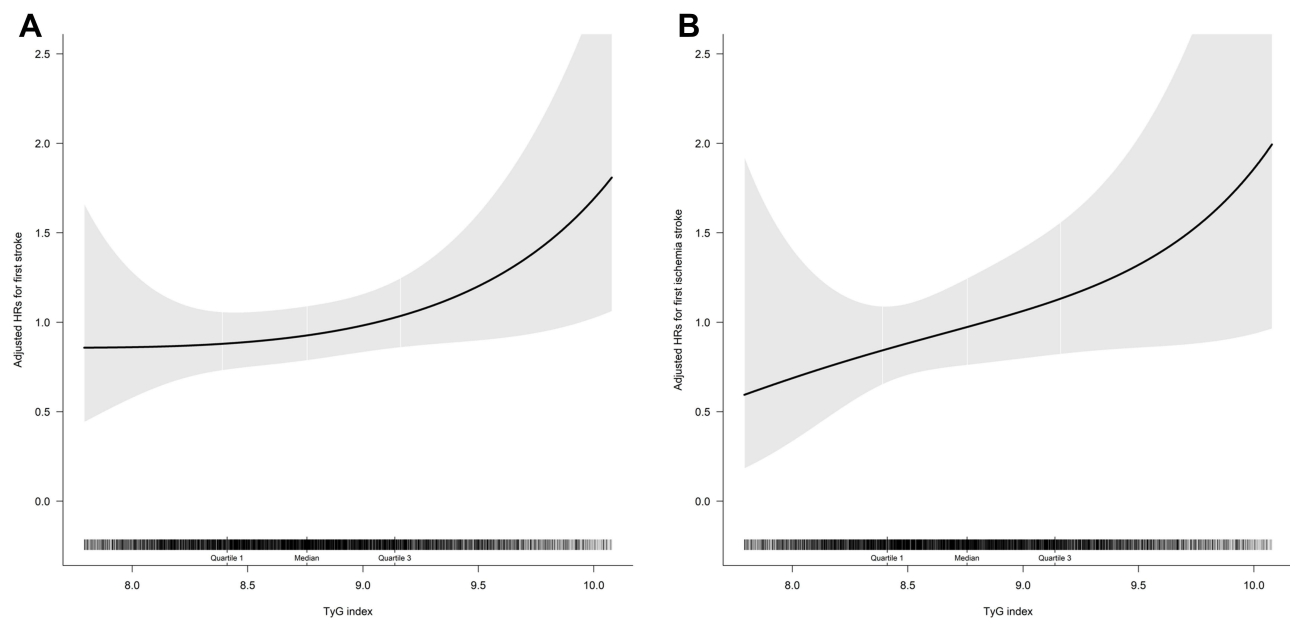 A
Adjusted HRs for first stroke
2.5
2.0
1.5
1.0
0.5
0.0
Quartile 1 Median Quartile 3
8.0 8.5 9.0 9.5 10.0
TyG index
B
Adjusted HRs for first ischemia stroke
2.5
2.0
1.5
1.0
0.5
0.0
Quartile 1 Median Quartile 3
8.0 8.5 9.0 9.5 10.0
TyG index